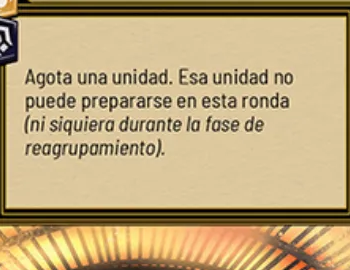 Agota una unidad. Esa unidad no
puede prepararse en esta ronda
(ni siquiera durante la fase de
reagrupamiento).